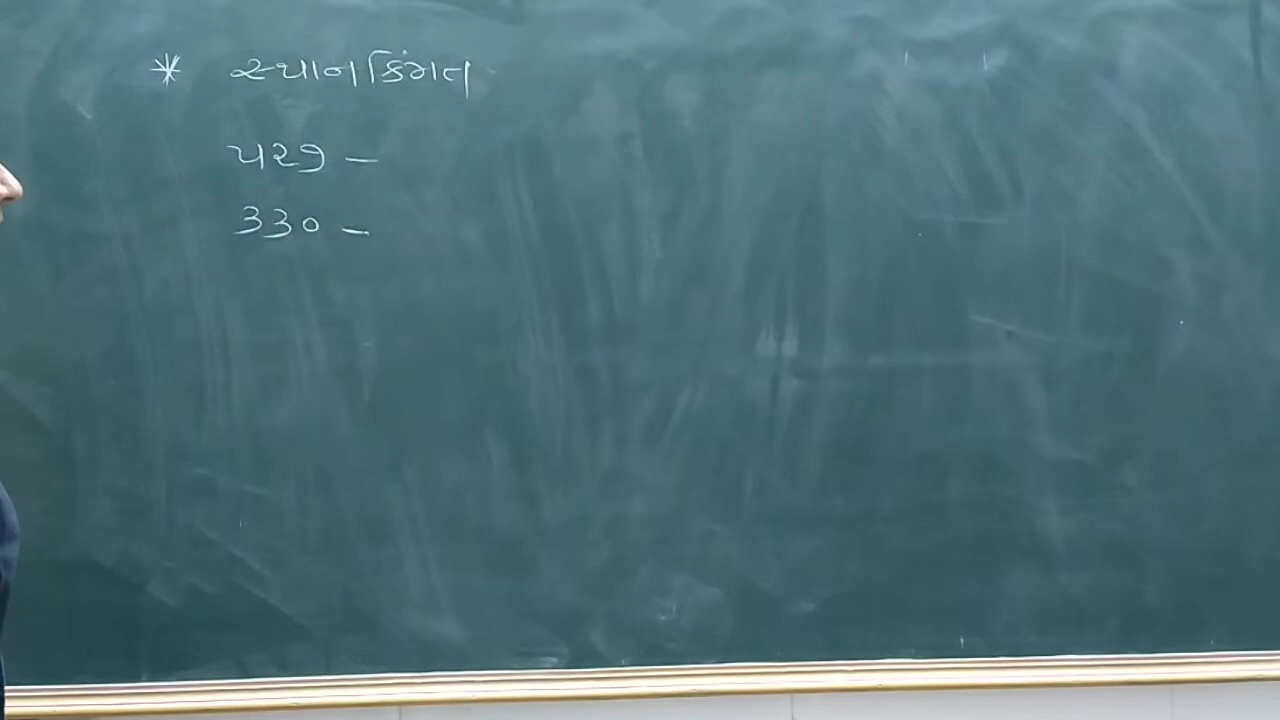 * સ્થાનકિંમત
૫૨૭ –
૩૩૦ –